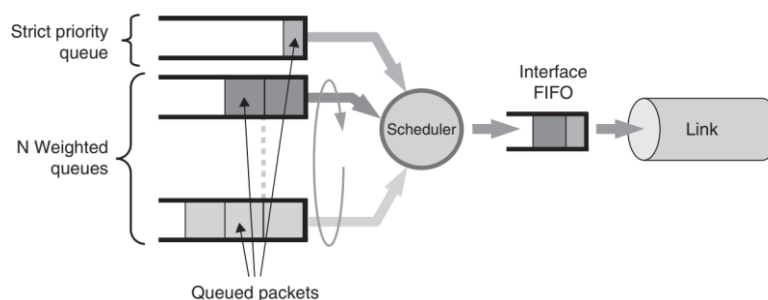 Strict priority
queue
N Weighted
queues
Scheduler
Interface
FIFO
Link
Queued packets